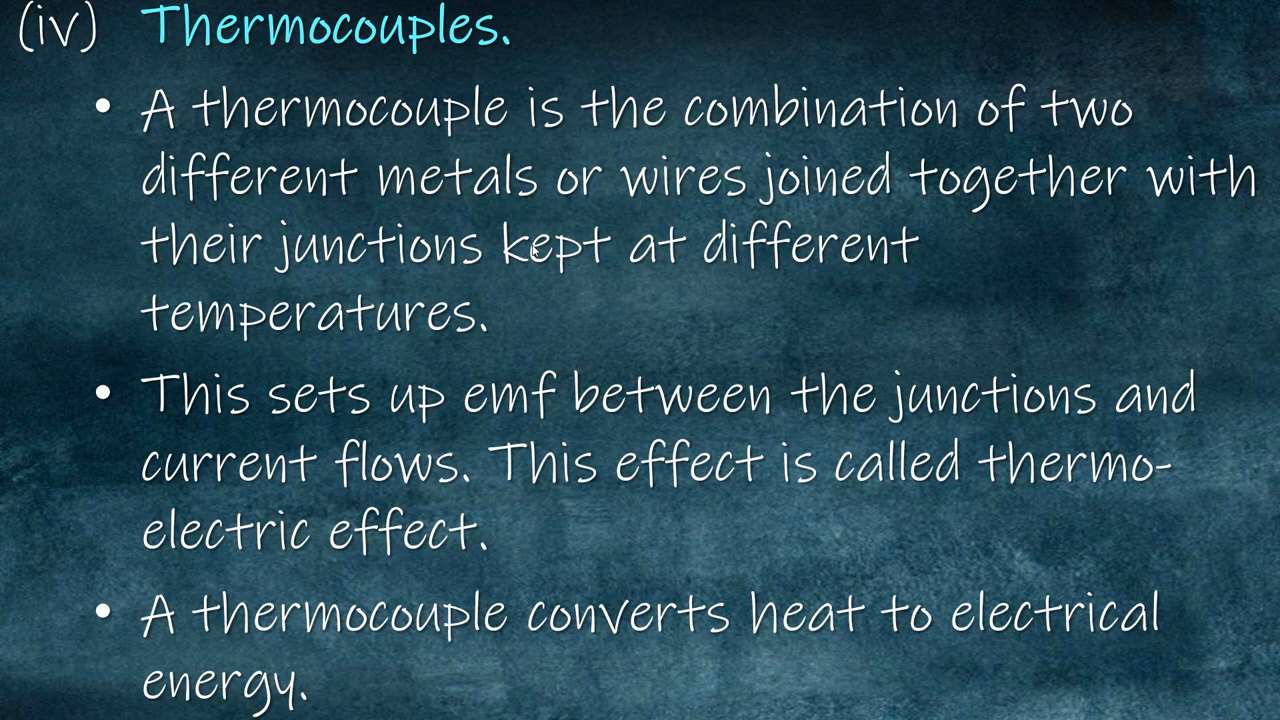 (iv) Thermocouples.
• A thermocouple is the combination of two
different metals or wires joined together with
their junctions kept at different
temperatures.
• This sets up emf between the junctions and
current flows. This effect is called thermo-
electric effect.
• A thermocouple converts heat to electrical
energy.